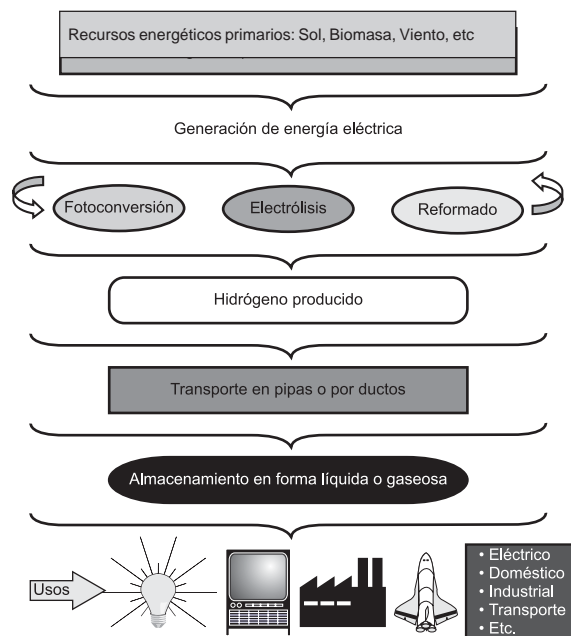 Recursos energéticos primarios: Sol, Biomasa, Viento, etc
Generación de energía eléctrica
Fotoconversión
Electrólisis
Reformado
Hidrógeno producido
Transporte en pipas o por ductos
Almacenamiento en forma líquida o gaseosa
Usos
• Eléctrico
• Doméstico
• Industrial
• Transporte
• Etc.